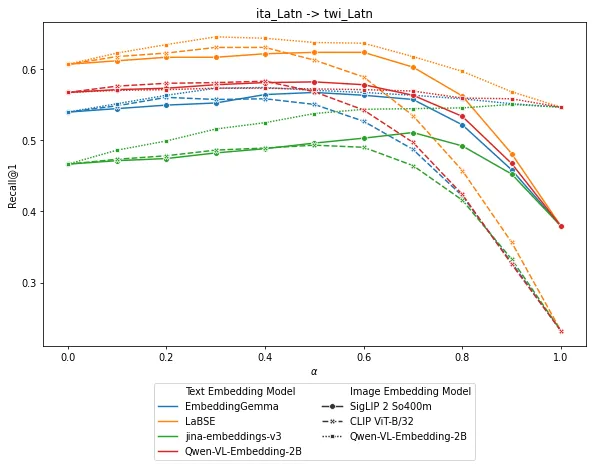 ita_Latn -> twi_Latn
Recall@1
0.6
0.5
0.4
0.3
0.0 0.2 0.4 0.6 0.8 1.0
α
Text Embedding Model Image Embedding Model
EmbeddingGemma SigLIP 2 So400m
LaBSE CLIP ViT-B/32
jina-embeddings-v3 Qwen-VL-Embedding-2B
Qwen-VL-Embedding-2B